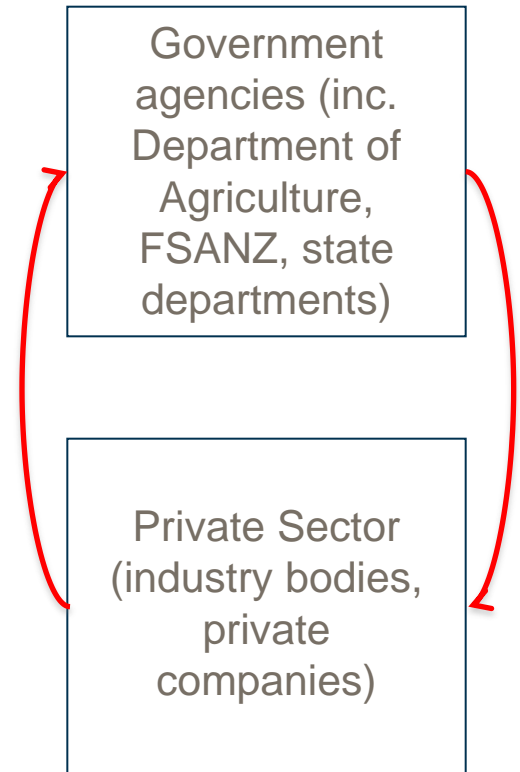 Government
agencies (inc.
Department of
Agriculture,
FSANZ, state
departments)
Private Sector
(industry bodies,
private
companies)